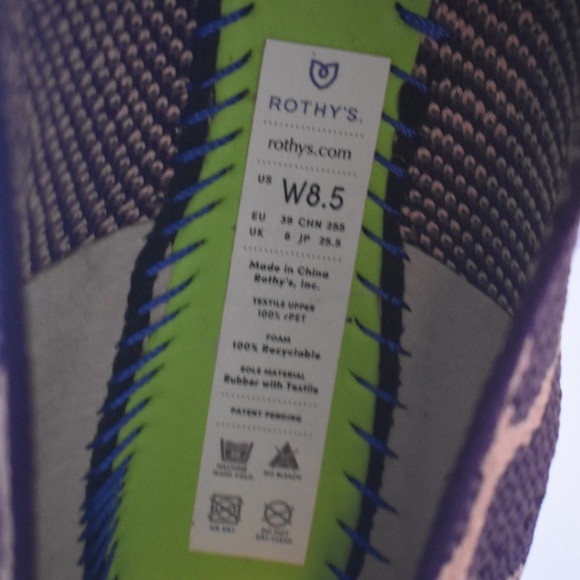 ROTHY'S.
rothys.com
US W8.5
EU 39 CHN 255
UK 6 JP 25.5
Made in China
Rothy's, Inc.
TEXTILE UPPER
100% rPET
FOAM
100% Recyclable
SOLE MATERIAL
Rubber with Textile
PATENT PENDING
MACHINE WASH COLD
NO BLEACH
AIR DRY
DO NOT DRY CLEAN